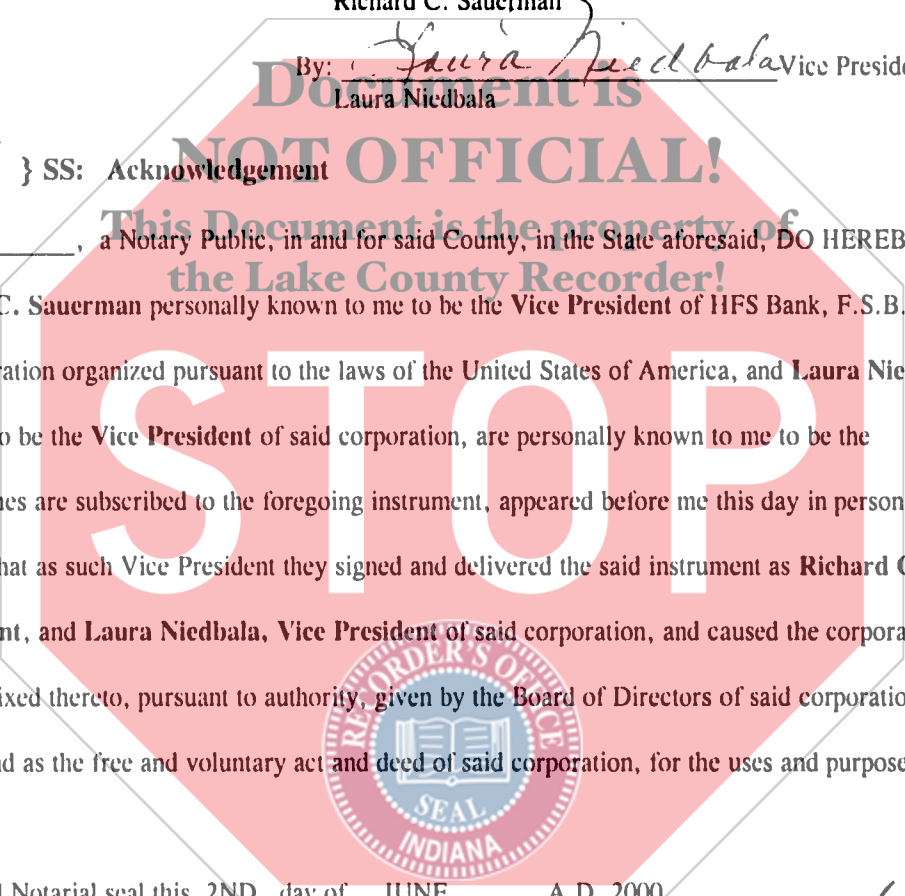 Richard C. Sauerman
By: Laura Niedbala Vice Preside
Laura Niedbala
Document is
NOT OFFICIAL!
} SS: Acknowledgement
This Document is the property of
, a Notary Public, in and for said County, in the State aforesaid, DO HEREB
the Lake County Recorder!
C. Sauerman personally known to me to be the Vice President of HFS Bank, F.S.B.
ration organized pursuant to the laws of the United States of America, and Laura Nie
STOP
o be the Vice President of said corporation, are personally known to me to be the
nes are subscribed to the foregoing instrument, appeared before me this day in person
hat as such Vice President they signed and delivered the said instrument as Richard C
nt, and Laura Niedbala, Vice President of said corporation, and caused the corpora
ixed thereto, pursuant to authority, given by the Board of Directors of said corporatio
nd as the free and voluntary act and deed of said corporation, for the uses and purpose
RECORDER'S OFFICE
SEAL
INDIANA
l Notarial seal this 2ND day of JUNE A.D. 2000